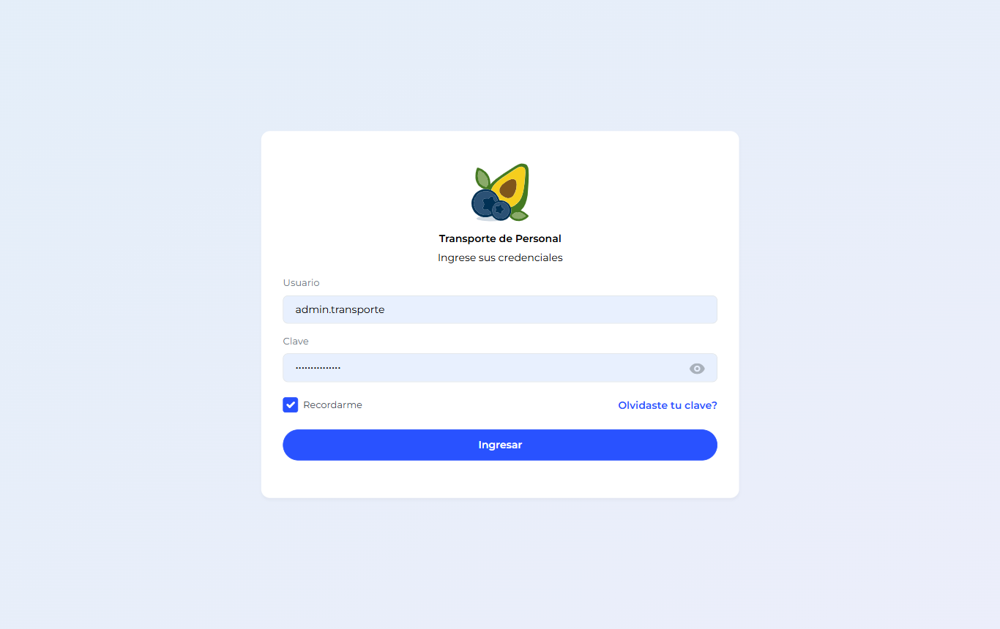 Transporte de Personal
Ingrese sus credenciales
Usuario
admin.transporte
Clave
···············
Recordarme
Olvidaste tu clave?
Ingresar